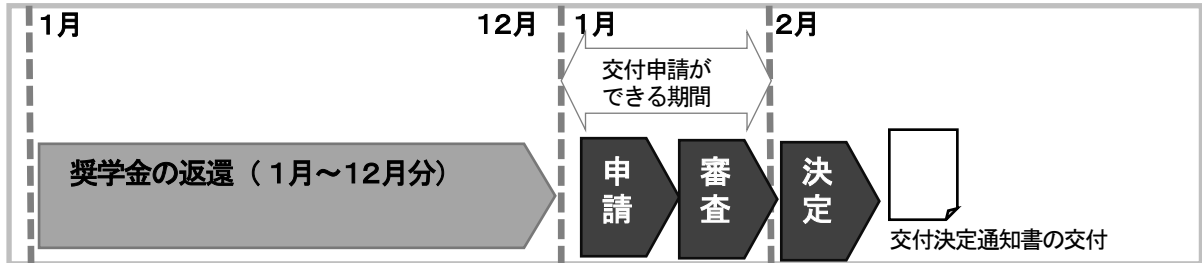 1月
12月
1月
2月
交付申請が
できる期間
奨学金の返還（1月～12月分）
申請
審査
決定
交付決定通知書の交付